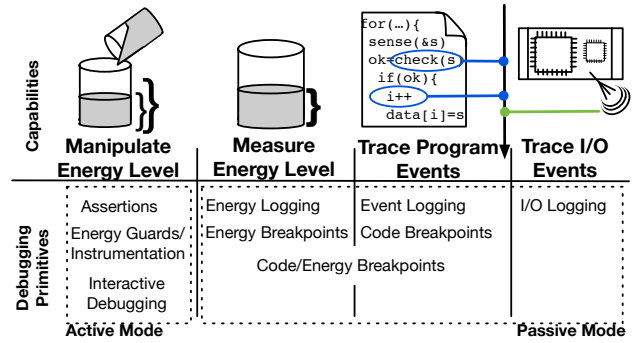 for(…){
sense(&s)
ok=check(s)
if(ok){
i++
data[i]=s
Capabilities
Manipulate
Energy Level
Measure
Energy Level
Trace Program
Events
Trace I/O
Events
Debugging
Primitives
Assertions
Energy Guards/
Instrumentation
Interactive
Debugging
Energy Logging
Energy Breakpoints
Event Logging
Code Breakpoints
Code/Energy Breakpoints
I/O Logging
Active Mode
Passive Mode